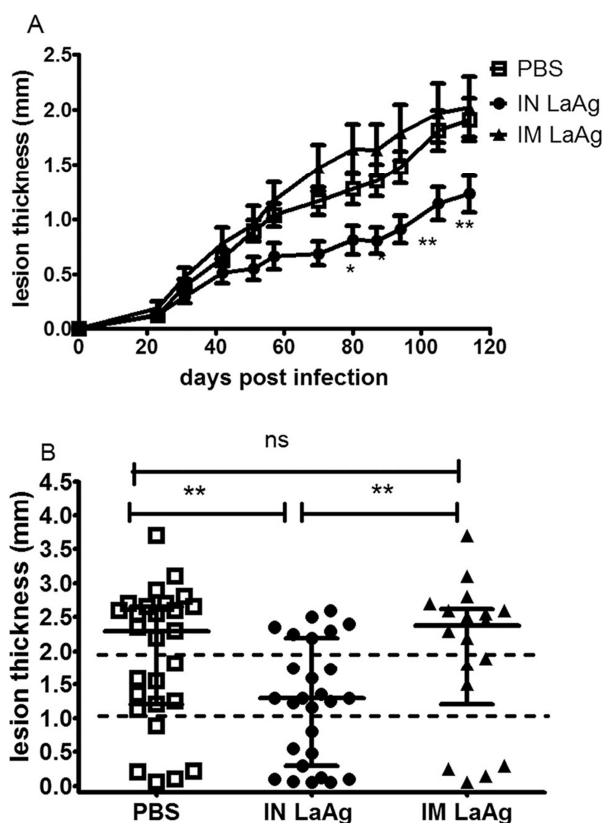 A
lesion thickness (mm)
2.5
2.0
1.5
1.0
0.5
0.0
PBS
IN LaAg
IM LaAg
*
*
**
**
0 20 40 60 80 100 120
days post infection
B
ns
**
**
lesion thickness (mm)
4.5
4.0
3.5
3.0
2.5
2.0
1.5
1.0
0.5
0.0
PBS IN LaAg IM LaAg